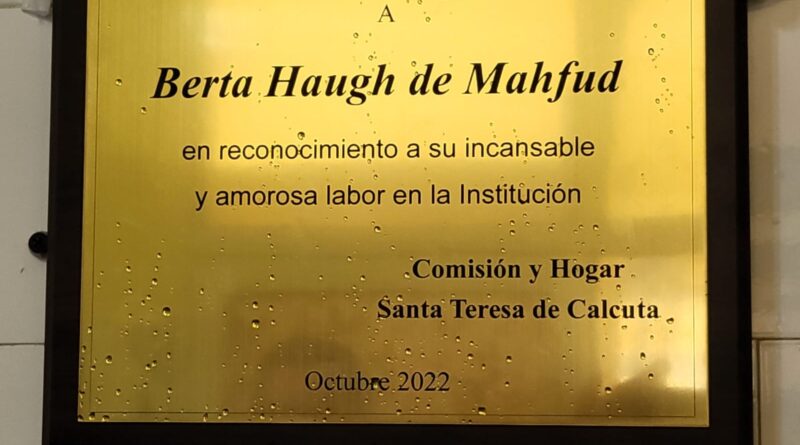 A
Berta Haugh de Mahfud
en reconocimiento a su incansable
y amorosa labor en la Institución
Comisión y Hogar
Santa Teresa de Calcuta
Octubre 2022